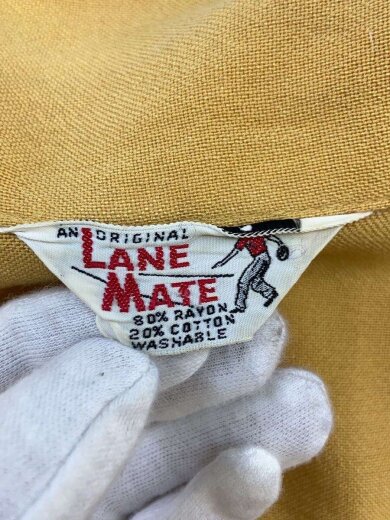 AN ORIGINAL
LANE
MATE
80% RAYON
20% COTTON
WASHABLE